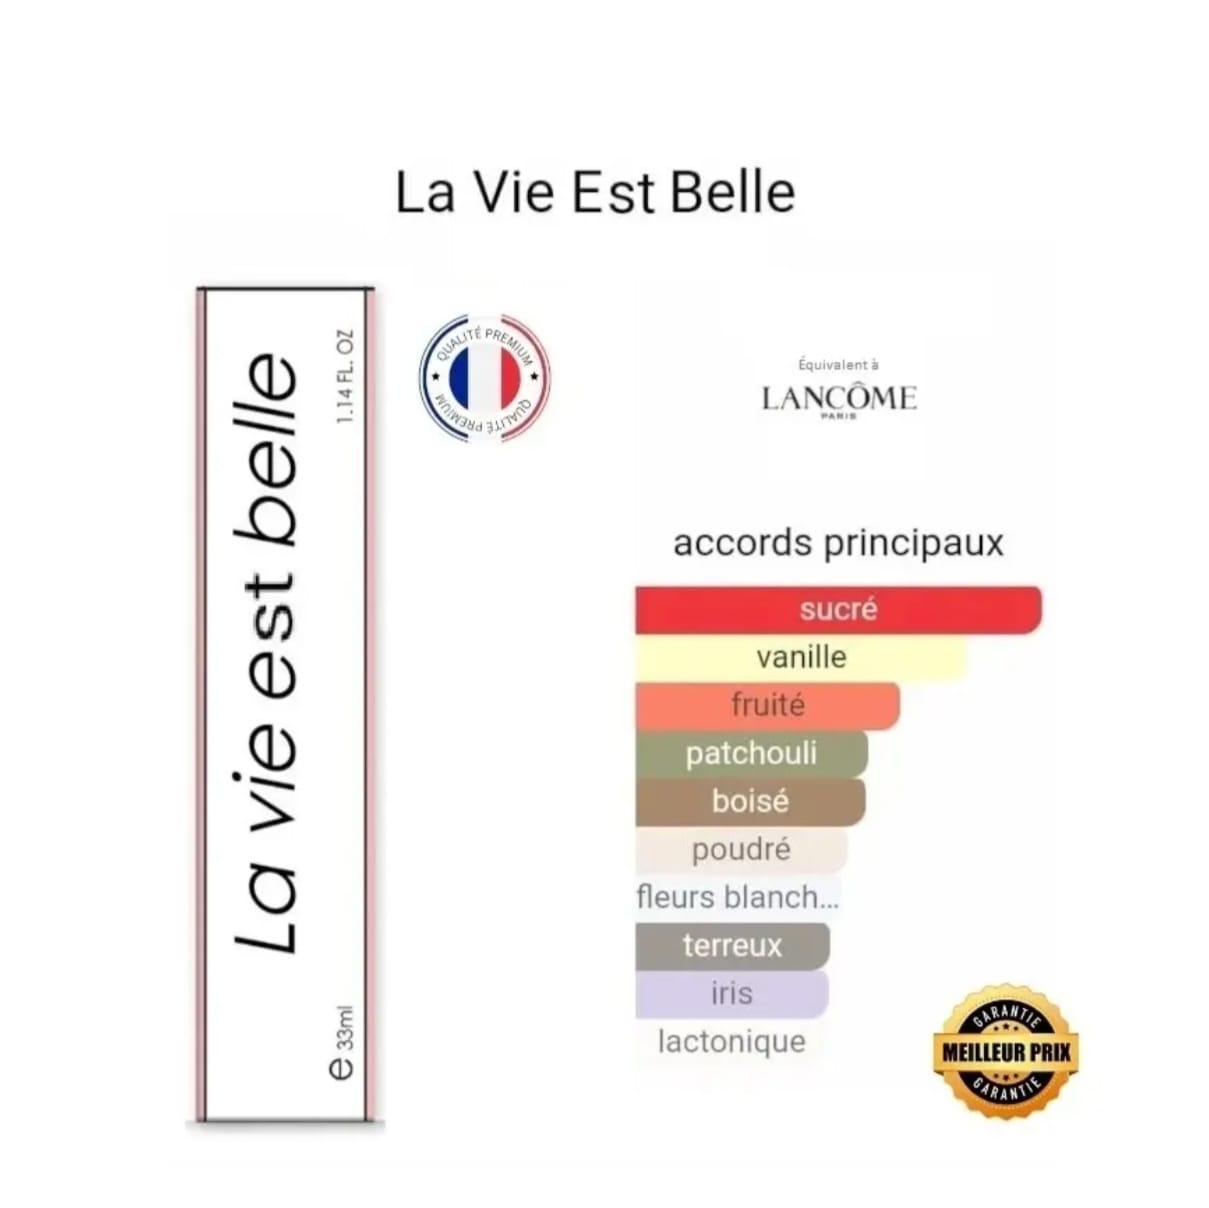 La Vie Est Belle
La vie est belle
1.14 FL. OZ
e 33ml
QUALITÉ PREMIUM
QUALITÉ PREMIUM
Équivalent à
LANCÔME
PARIS
accords principaux
sucré
vanille
fruité
patchouli
boisé
poudré
fleurs blanch...
terreux
iris
lactonique
GARANTIE
MEILLEUR PRIX
GARANTIE